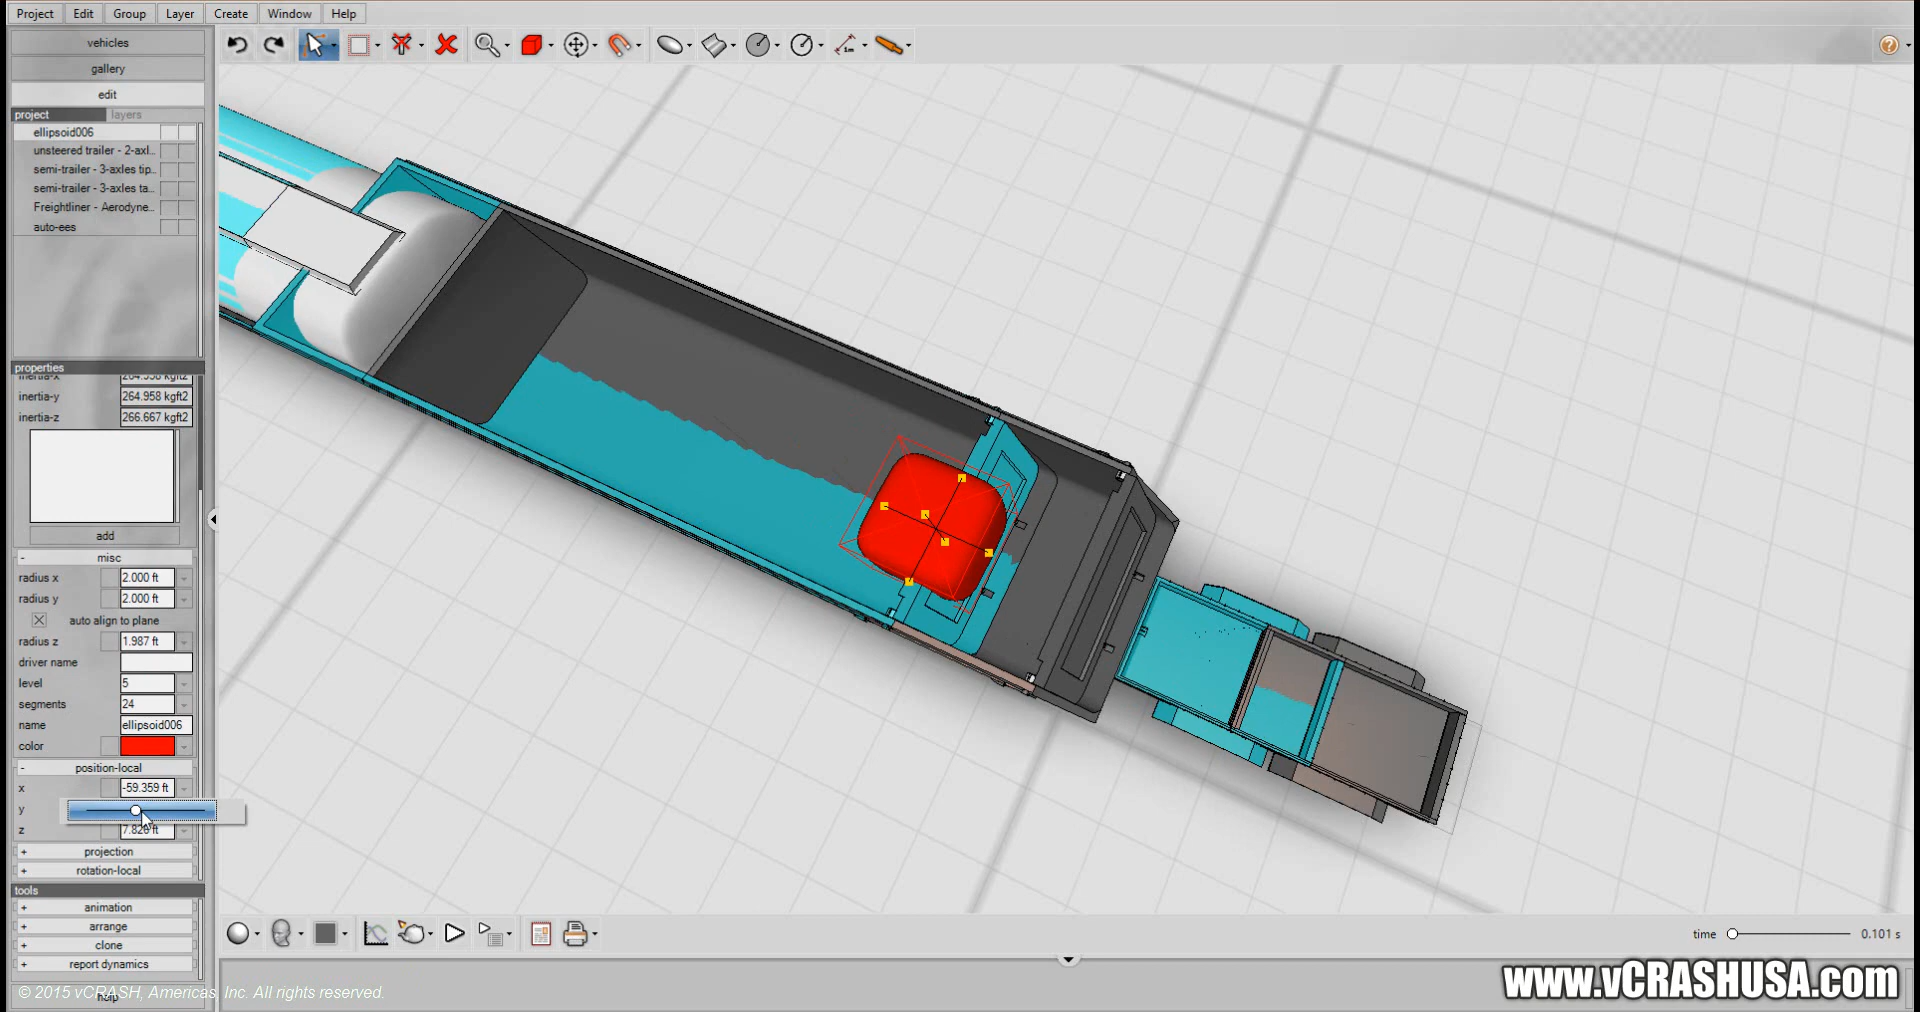 Project Edit Group Layer Create Window Help
vehicles
gallery
edit
project layers
ellipsoid006
unsteered trailer - 2-axl..
semi-trailer - 3-axles tip..
semi-trailer - 3-axles ta..
Freightliner - Aerodyne..
auto-ees
properties
inertia-y 264.958 kgft2
inertia-z 266.667 kgft2
add
- misc
radius x 2.000 ft
radius y 2.000 ft
auto align to plane
radius z 1.987 ft
driver name
level 5
segments 24
name ellipsoid006
color
- position-local
x -59.359 ft
y
z
+ projection
+ rotation-local
tools
+ animation
+ arrange
+ clone
+ report dynamics
help
time 0.101 s
© 2015 vCRASH, Americas, Inc. All rights reserved.
www.vCRASHUSA.com